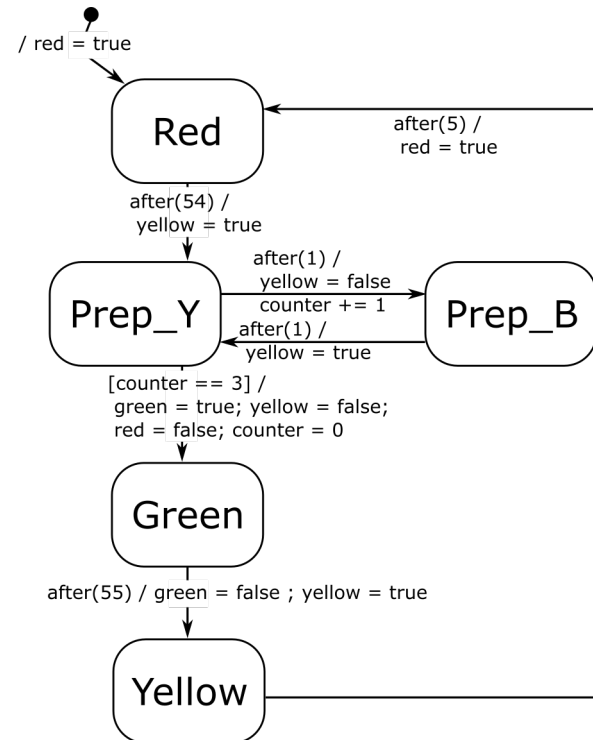 / red = true
Red
after(5) /
red = true
after(54) /
yellow = true
after(1) /
yellow = false
counter += 1
Prep_Y
Prep_B
after(1) /
yellow = true
[counter == 3] /
green = true; yellow = false;
red = false; counter = 0
Green
after(55) / green = false ; yellow = true
Yellow